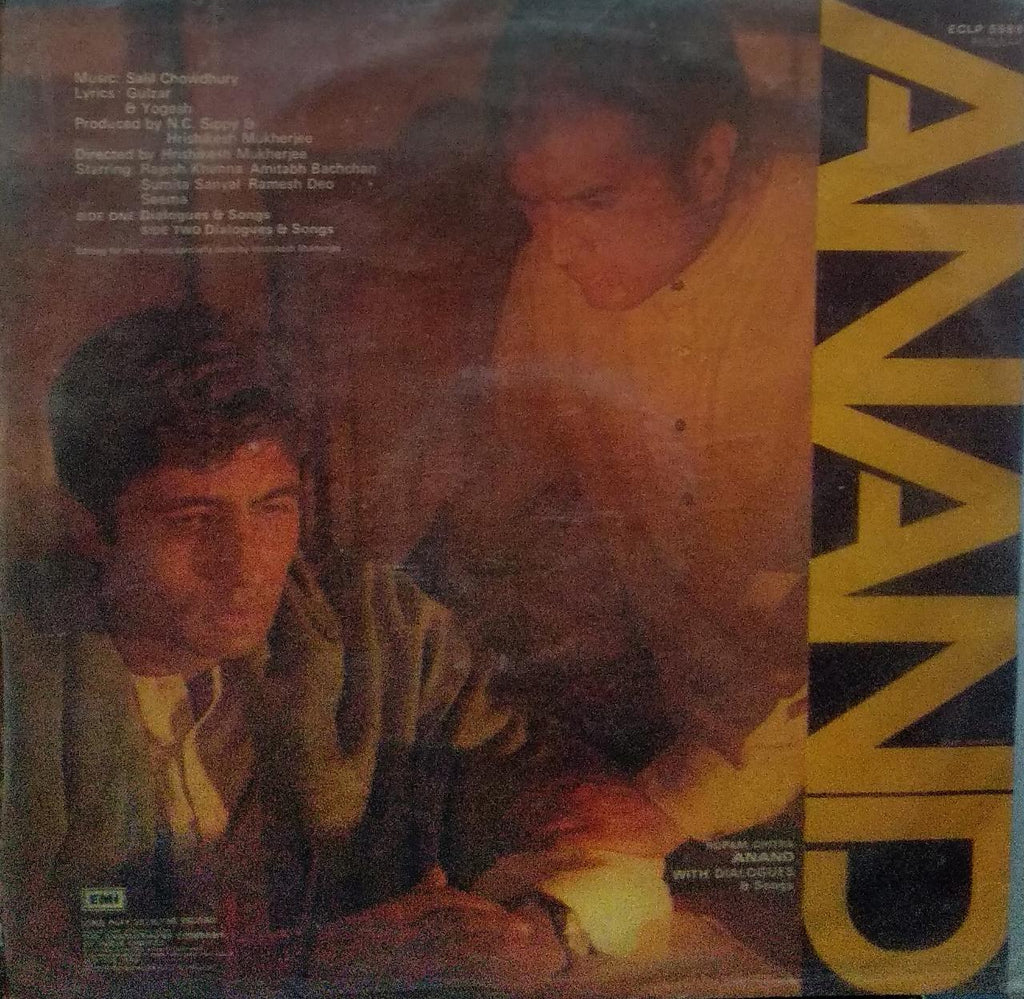 Music: Salil Chowdhury
Lyrics: Gulzar
& Yogesh
Produced by N.C. Sippy &
Hrishikesh Mukherjee
Directed by Hrishikesh Mukherjee
Starring: Rajesh Khanna Amitabh Bachchan
Sumita Sanyal Ramesh Deo
Seema
SIDE ONE Dialogues & Songs
SIDE TWO Dialogues & Songs
ECLP
ANAND
RUPAM CHITRA
ANAND
WITH DIALOGUES
& Songs
EMI